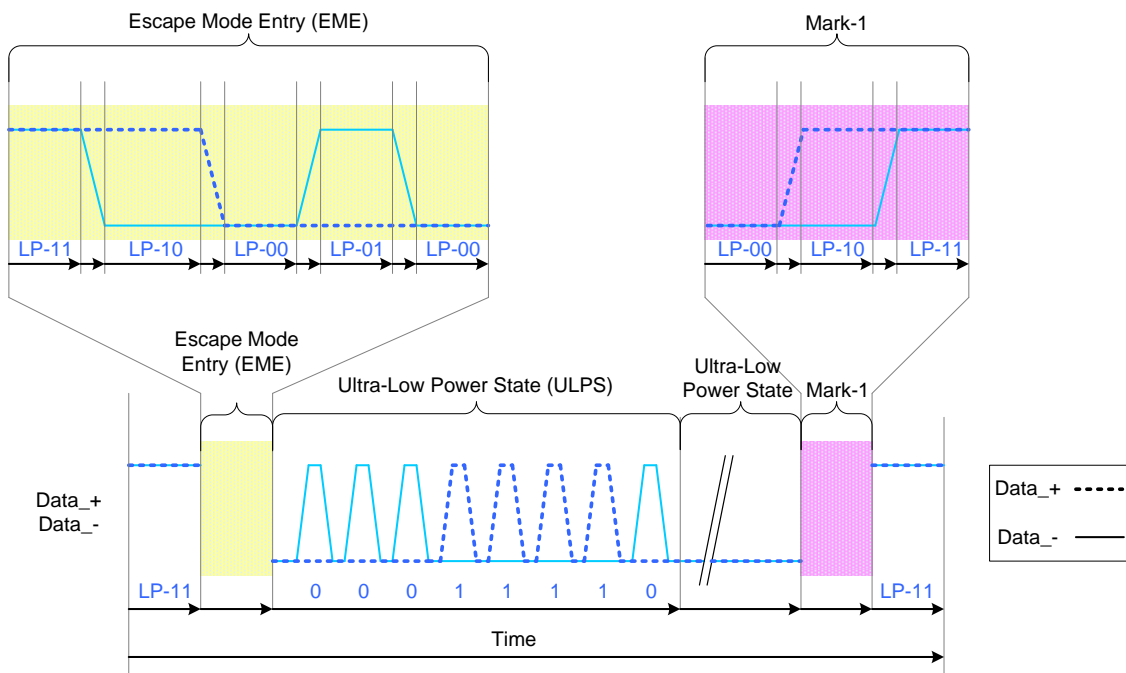 Escape Mode Entry (EME)
Mark-1
LP-11 LP-10 LP-00 LP-01 LP-00
LP-00 LP-10 LP-11
Escape Mode
Entry (EME)
Ultra-Low Power State (ULPS)
Ultra-Low
Power State
Mark-1
Data_+
Data_-
Data_+
Data_-
LP-11 0 0 0 1 1 1 1 0 LP-11
Time